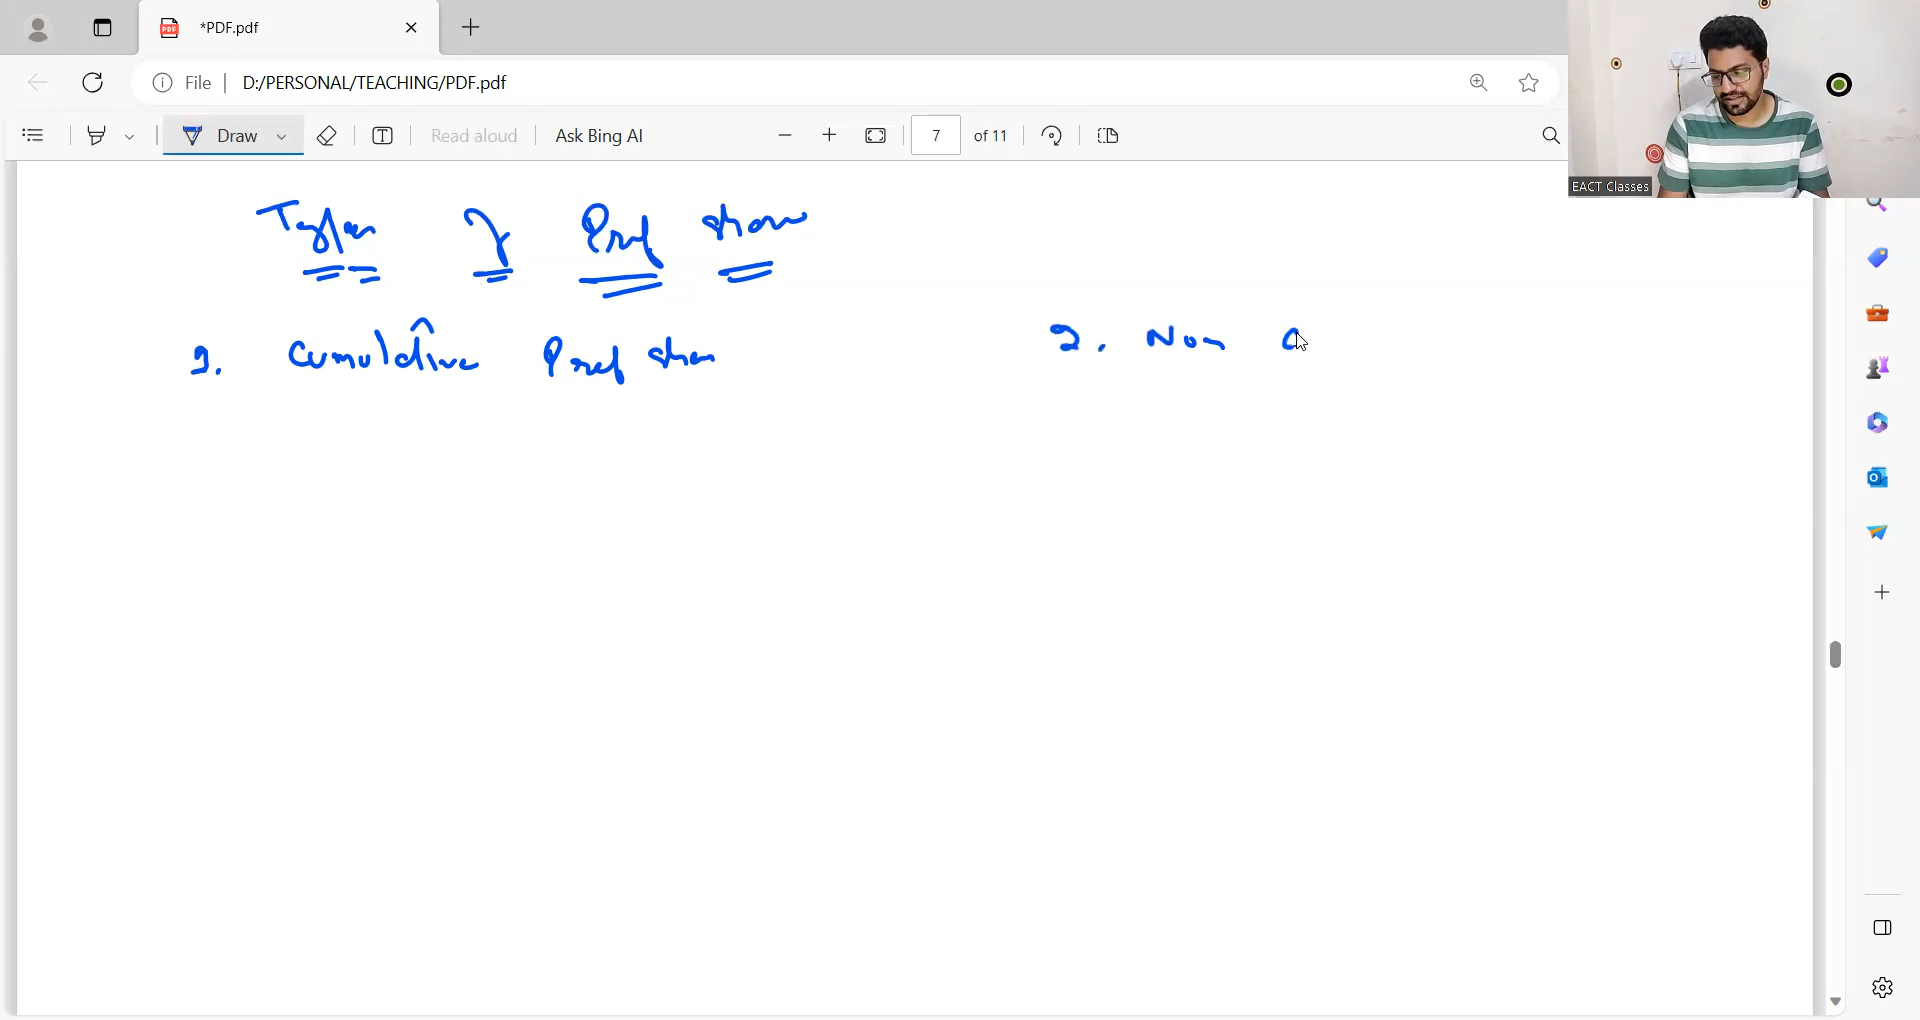 *PDF.pdf
File | D:/PERSONAL/TEACHING/PDF.pdf
Draw Read aloud Ask Bing AI 7 of 11
EACT Classes
Types of Pref share
1. Cumulative Pref share 2. Non C